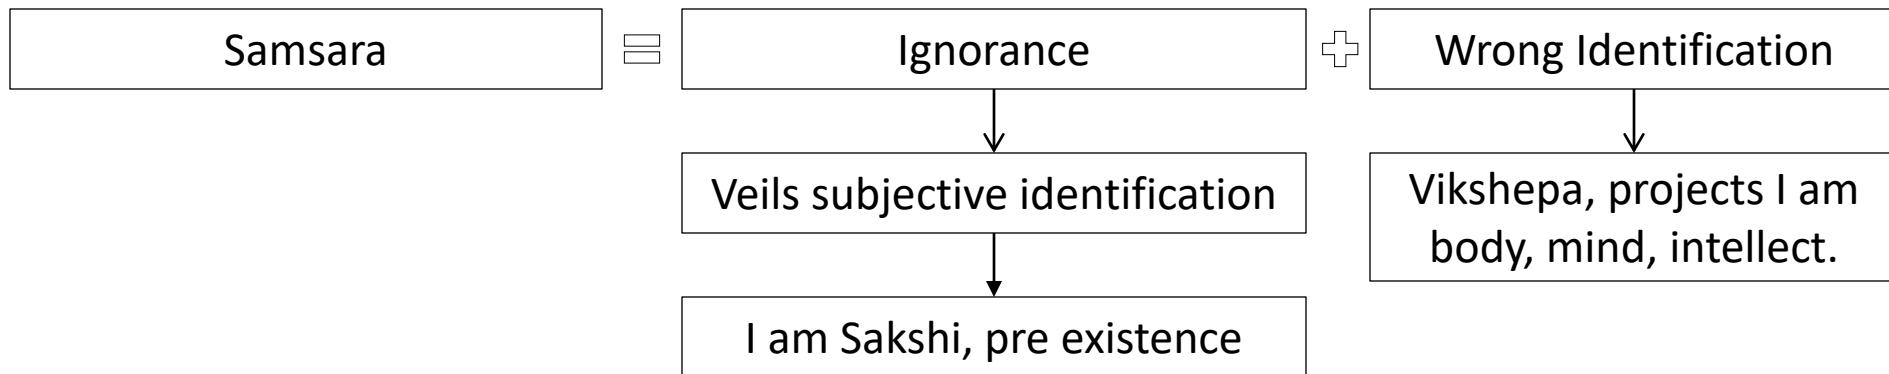 Samsara = Ignorance + Wrong Identification
Veils subjective identification
Vikshepa, projects I am
body, mind, intellect.
I am Sakshi, pre existence